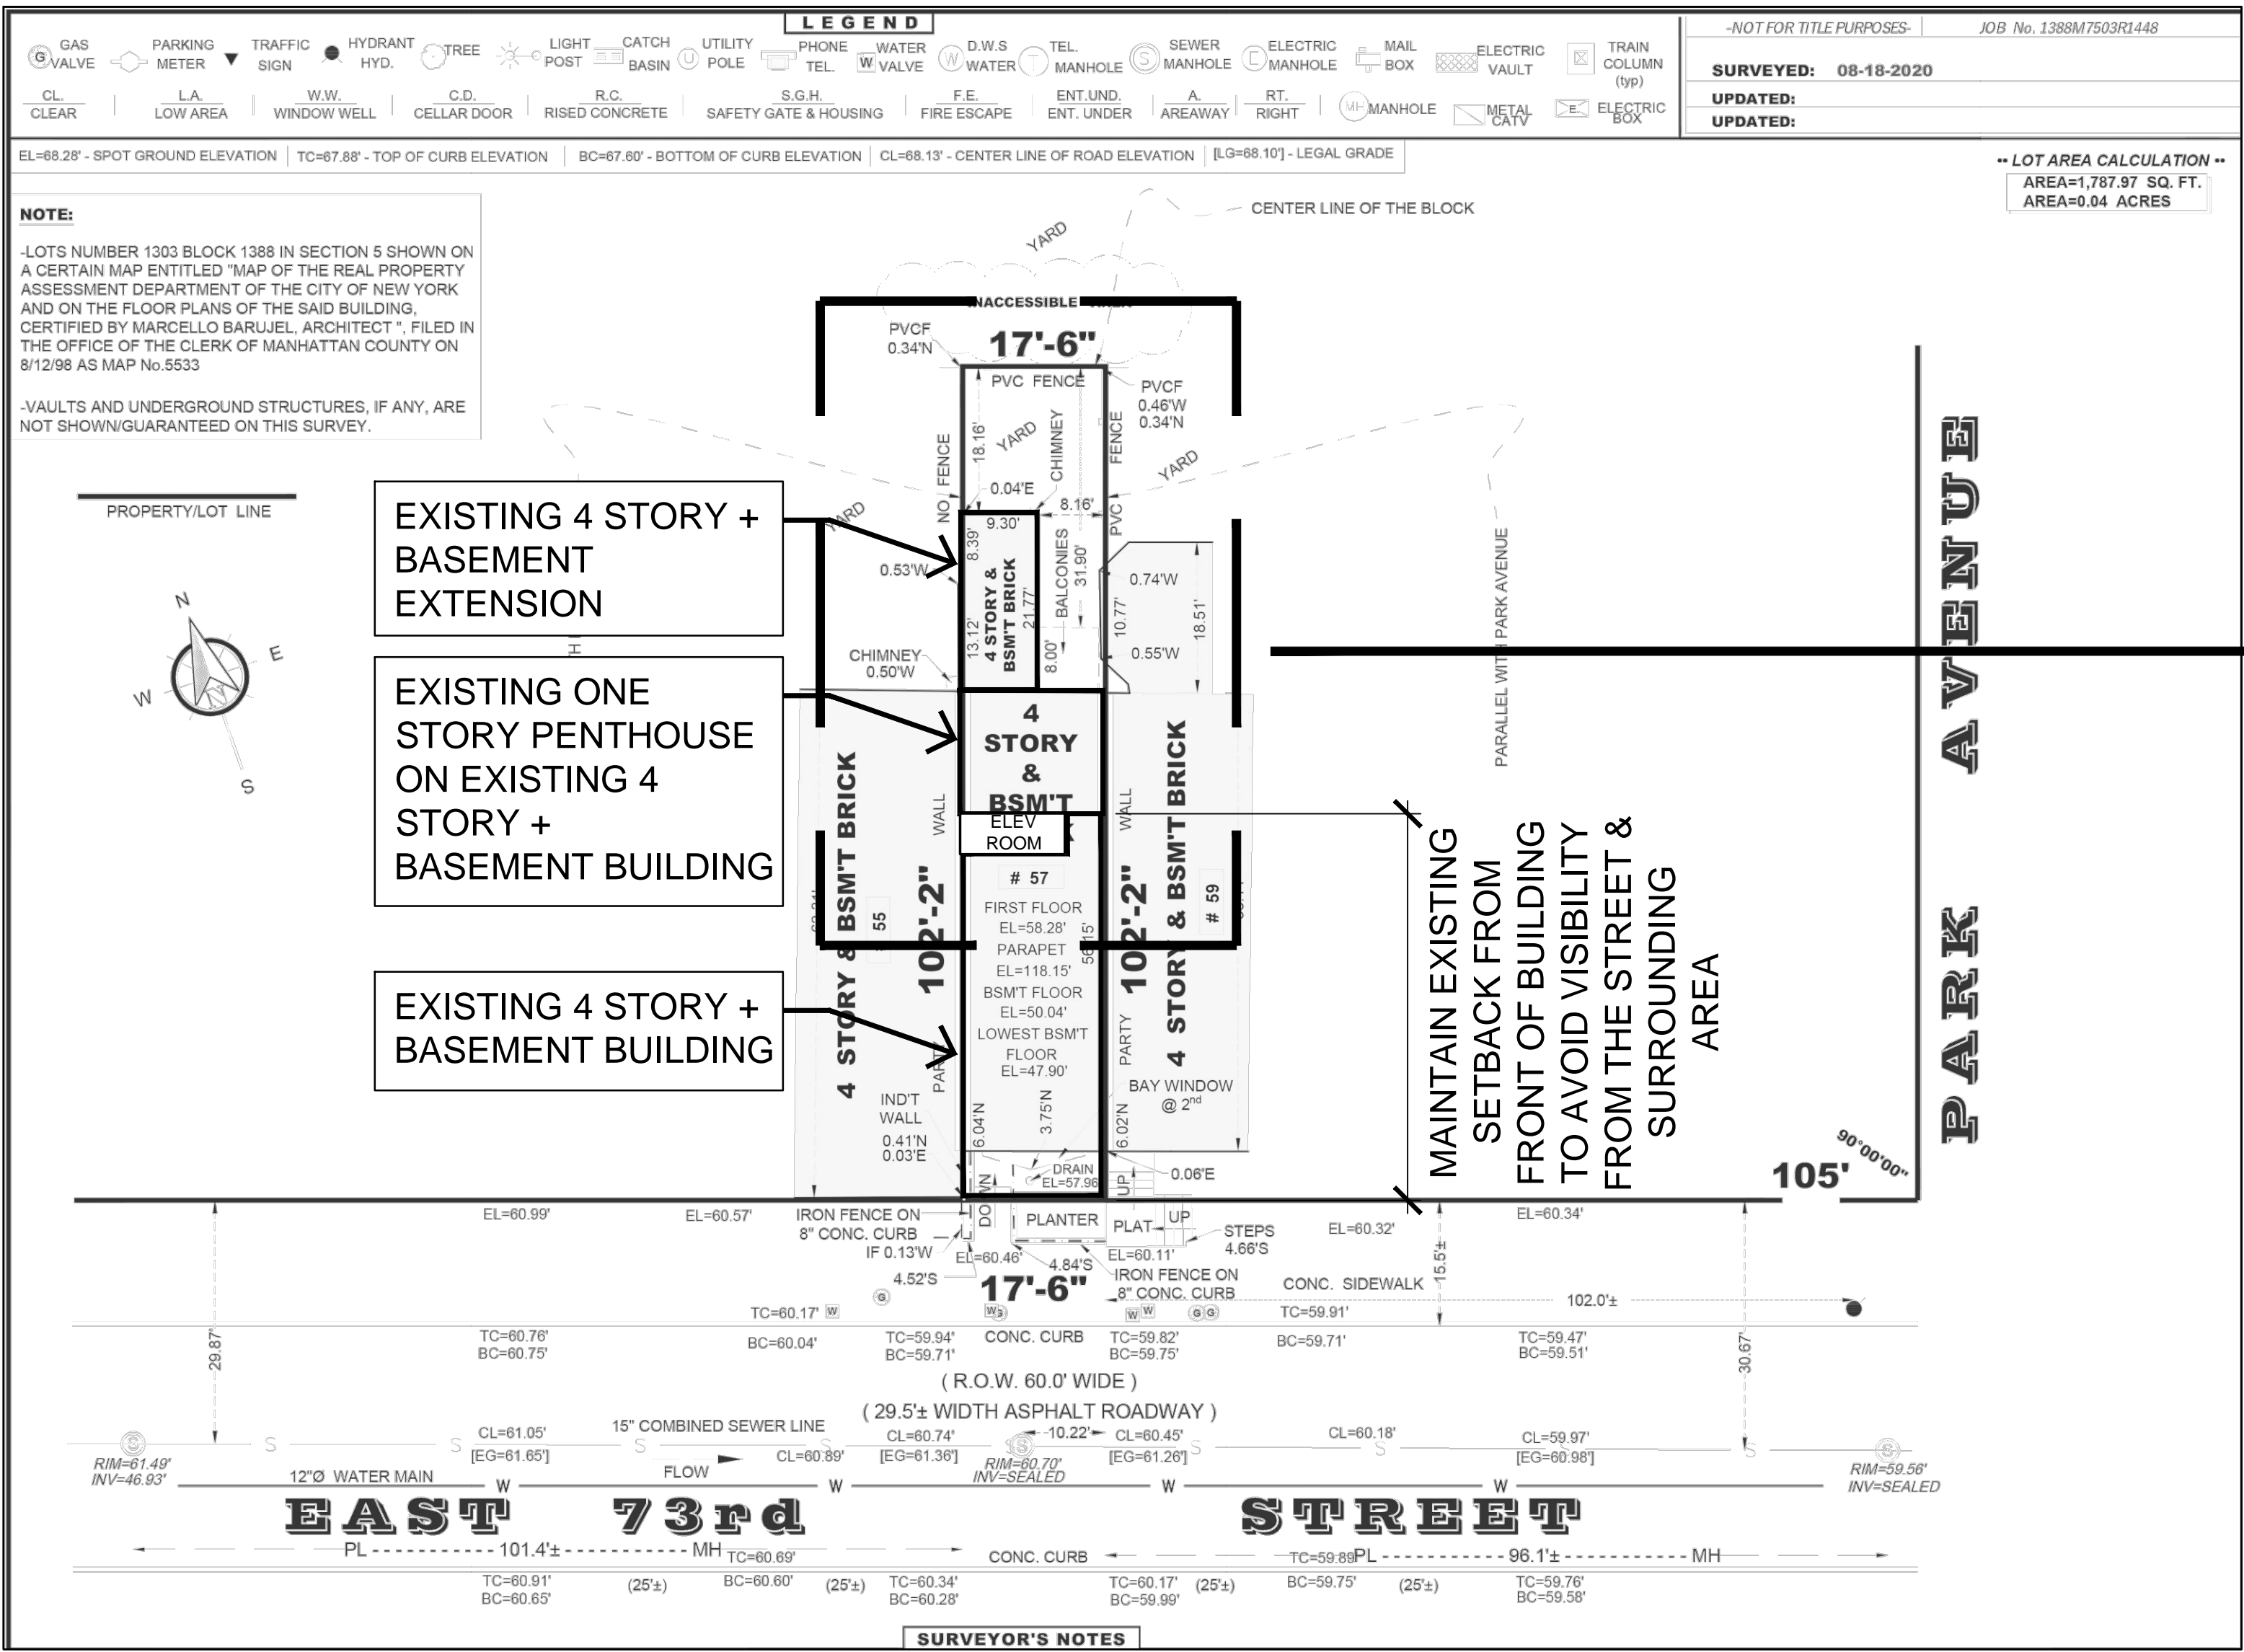 LEGEND
G GAS VALVE
PARKING METER
TRAFFIC SIGN
HYDRANT HYD.
TREE
LIGHT POST
CATCH BASIN
U UTILITY POLE
PHONE TEL.
W WATER VALVE
W D.W.S WATER
T TEL. MANHOLE
S SEWER MANHOLE
E ELECTRIC MANHOLE
MAIL BOX
ELECTRIC VAULT
TRAIN COLUMN (typ)
CL. CLEAR
L.A. LOW AREA
W.W. WINDOW WELL
C.D. CELLAR DOOR
R.C. RISED CONCRETE
S.G.H. SAFETY GATE & HOUSING
F.E. FIRE ESCAPE
ENT.UND. ENT. UNDER
A. AREAWAY
RT. RIGHT
MH MANHOLE
METAL CATV
E. ELECTRIC BOX
-NOT FOR TITLE PURPOSES-
JOB No. 1388M7503R1448
SURVEYED: 08-18-2020
UPDATED:
UPDATED:
EL=68.28' - SPOT GROUND ELEVATION
TC=67.88' - TOP OF CURB ELEVATION
BC=67.60' - BOTTOM OF CURB ELEVATION
CL=68.13' - CENTER LINE OF ROAD ELEVATION
[LG=68.10'] - LEGAL GRADE
•• LOT AREA CALCULATION ••
AREA=1,787.97 SQ. FT.
AREA=0.04 ACRES
NOTE:
-LOTS NUMBER 1303 BLOCK 1388 IN SECTION 5 SHOWN ON
A CERTAIN MAP ENTITLED "MAP OF THE REAL PROPERTY
ASSESSMENT DEPARTMENT OF THE CITY OF NEW YORK
AND ON THE FLOOR PLANS OF THE SAID BUILDING,
CERTIFIED BY MARCELLO BARUJEL, ARCHITECT ", FILED IN
THE OFFICE OF THE CLERK OF MANHATTAN COUNTY ON
8/12/98 AS MAP No.5533
-VAULTS AND UNDERGROUND STRUCTURES, IF ANY, ARE
NOT SHOWN/GUARANTEED ON THIS SURVEY.
PROPERTY/LOT LINE
N
E
W
S
CENTER LINE OF THE BLOCK
YARD
INACCESSIBLE
PVCF
0.34'N
17'-6"
PVC FENCE
PVCF
0.46'W
0.34'N
NO FENCE
18.16'
YARD
CHIMNEY
PVC FENCE
YARD
YARD
0.04'E
8.16'
9.30'
8.39'
0.53'W
4 STORY &
BSM'T BRICK
21.77'
13.12'
BALCONIES
31.90'
8.00'
10.77'
0.74'W
0.55'W
18.51'
CHIMNEY
0.50'W
EXISTING 4 STORY +
BASEMENT
EXTENSION
EXISTING ONE
STORY PENTHOUSE
ON EXISTING 4
STORY +
BASEMENT BUILDING
EXISTING 4 STORY +
BASEMENT BUILDING
4
STORY
&
BSM'T
ELEV
ROOM
# 57
FIRST FLOOR
EL=58.28'
PARAPET
EL=118.15'
BSM'T FLOOR
EL=50.04'
LOWEST BSM'T
FLOOR
EL=47.90'
4 STORY & BSM'T BRICK
55
PARTY WALL
102'-2"
102'-2"
PARTY WALL
4 STORY & BSM'T BRICK
# 59
IND'T
WALL
0.41'N
0.03'E
6.04'N
3.75'N
6.02'N
BAY WINDOW
@ 2nd
DRAIN
EL=57.96
0.06'E
DOWN
UP
MAINTAIN EXISTING
SETBACK FROM
FRONT OF BUILDING
TO AVOID VISIBILITY
FROM THE STREET &
SURROUNDING
AREA
PARALLEL WITH PARK AVENUE
PARK AVENUE
90°00'00"
105'
EL=60.99'
EL=60.57'
IRON FENCE ON
8" CONC. CURB
IF 0.13'W
EL=60.46'
4.52'S
PLANTER
PLAT
UP
STEPS
4.66'S
4.84'S
EL=60.11'
IRON FENCE ON
8" CONC. CURB
17'-6"
EL=60.32'
EL=60.34'
15.5'±
CONC. SIDEWALK
102.0'±
29.87'
30.67'
TC=60.17' W
G
W
W W
G G
TC=59.91'
TC=60.76'
BC=60.75'
BC=60.04'
TC=59.94'
BC=59.71'
CONC. CURB
TC=59.82'
BC=59.75'
BC=59.71'
TC=59.47'
BC=59.51'
( R.O.W. 60.0' WIDE )
( 29.5'± WIDTH ASPHALT ROADWAY )
S
RIM=61.49'
INV=46.93'
CL=61.05'
[EG=61.65']
15" COMBINED SEWER LINE
FLOW
CL=60.89'
CL=60.74'
[EG=61.36']
10.22'
RIM=60.70'
INV=SEALED
CL=60.45'
[EG=61.26']
CL=60.18'
CL=59.97'
[EG=60.98']
RIM=59.56'
INV=SEALED
12"Ø WATER MAIN
W W W W
EAST 73rd STREET
PL 101.4'± MH
TC=60.69'
CONC. CURB
TC=59.89
PL 96.1'± MH
TC=60.91'
BC=60.65'
(25'±)
BC=60.60'
(25'±)
TC=60.34'
BC=60.28'
TC=60.17'
BC=59.99'
(25'±)
BC=59.75'
(25'±)
TC=59.76'
BC=59.58'
SURVEYOR'S NOTES